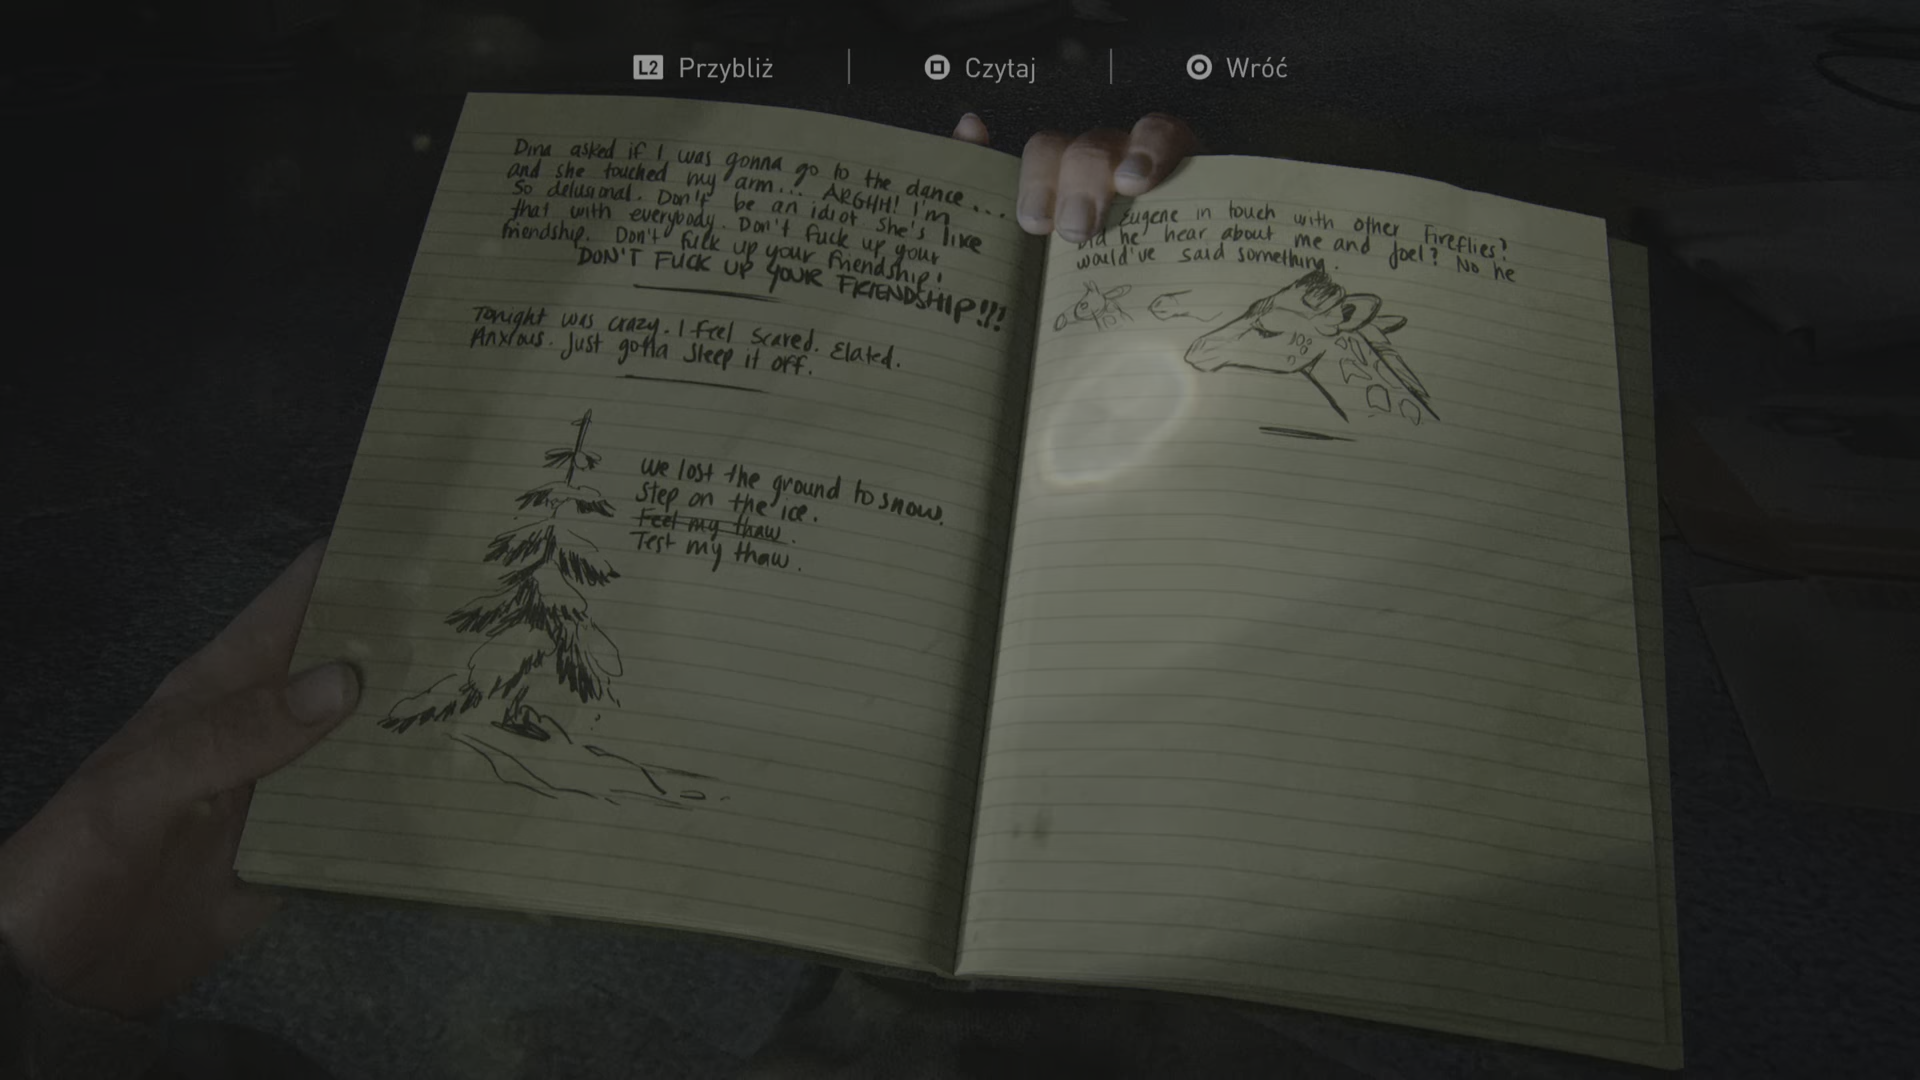 L2 Przybliż
Czytaj
Wróć
Dina asked if I was gonna go to the dance...
and she touched my arm... ARGHH! I'm
so delusional. Don't be an idiot she's like
that with everybody. Don't fuck up your
friendship. Don't fuck up your friendship!
DON'T FUCK UP YOUR FRIENDSHIP!!!
Tonight was crazy. I feel scared. Elated.
Anxious. Just gotta sleep it off.
We lost the ground to snow.
Step on the ice.
Feel my thaw.
Test my thaw.
Eugene in touch with other Fireflies?
he hear about me and Joel? No he
would've said something.